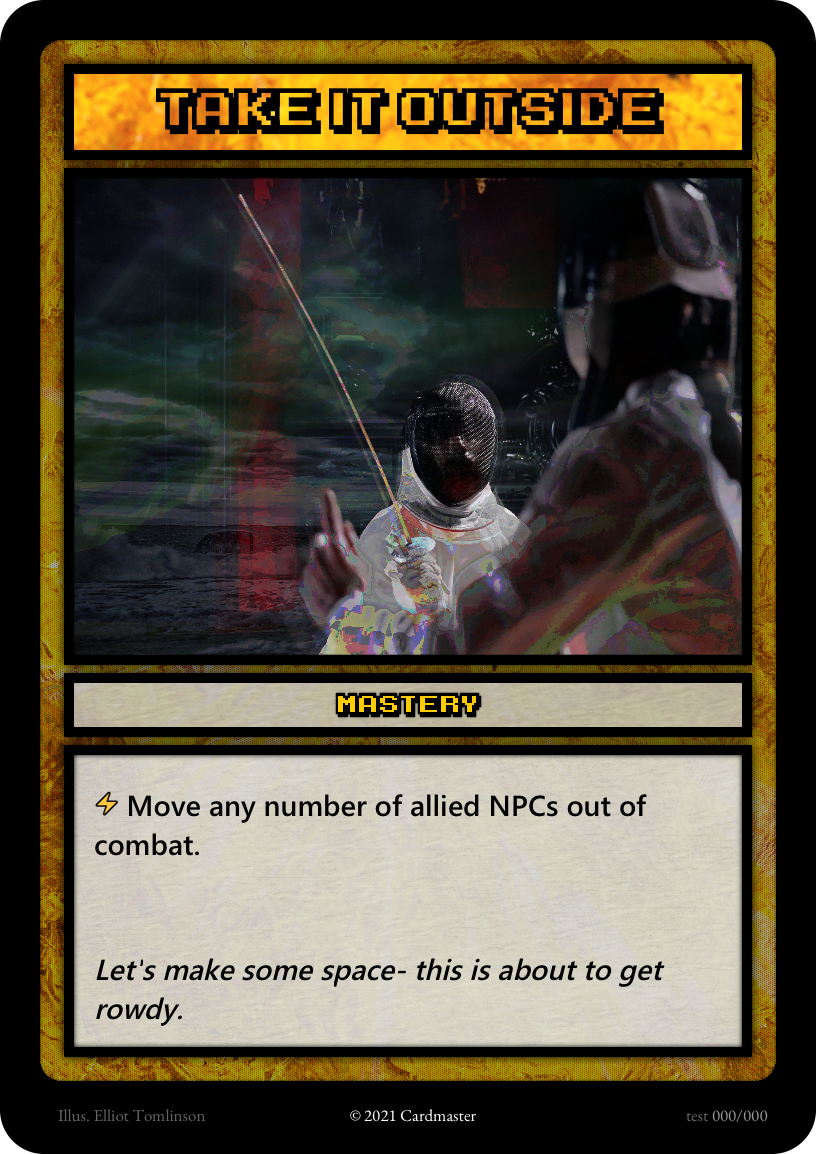 TAKE IT OUTSIDE
MASTERY
⚡ Move any number of allied NPCs out of
combat.
Let's make some space- this is about to get
rowdy.
Illus. Elliot Tomlinson
© 2021 Cardmaster
test 000/000